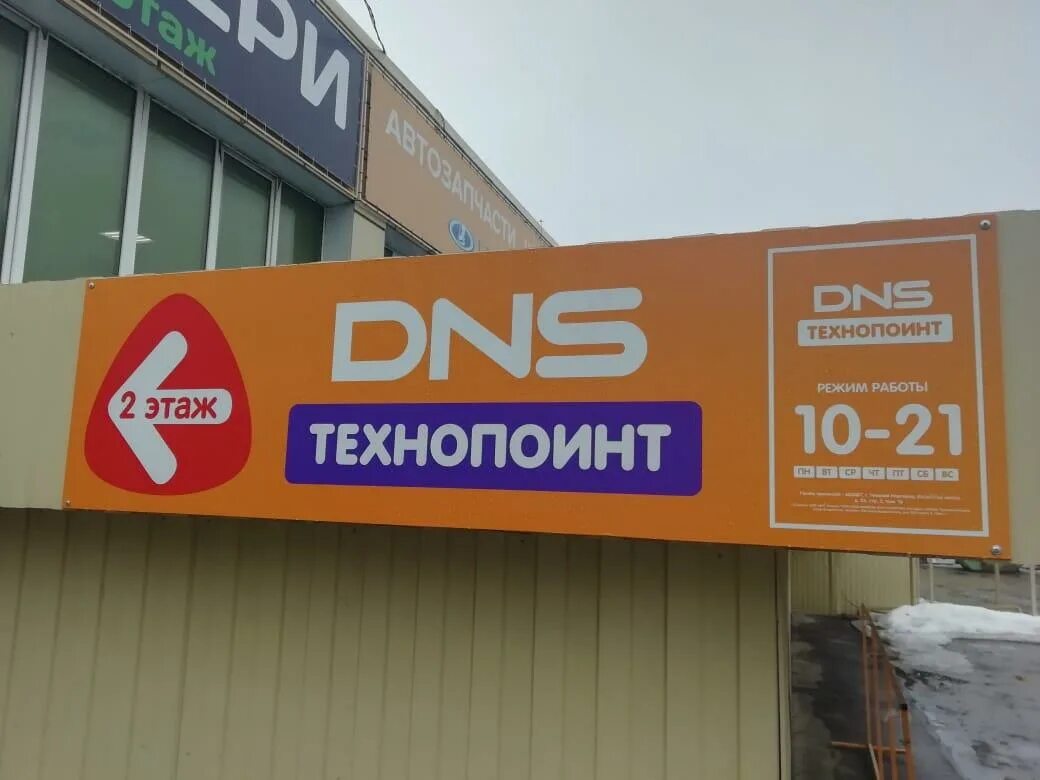 ЕРИ
этаж
АВТОЗАПЧАСТИ
2 этаж
DNS
ТЕХНОПОИНТ
DNS
ТЕХНОПОИНТ
РЕЖИМ РАБОТЫ
10-21
ПН ВТ СР ЧТ ПТ СБ ВС